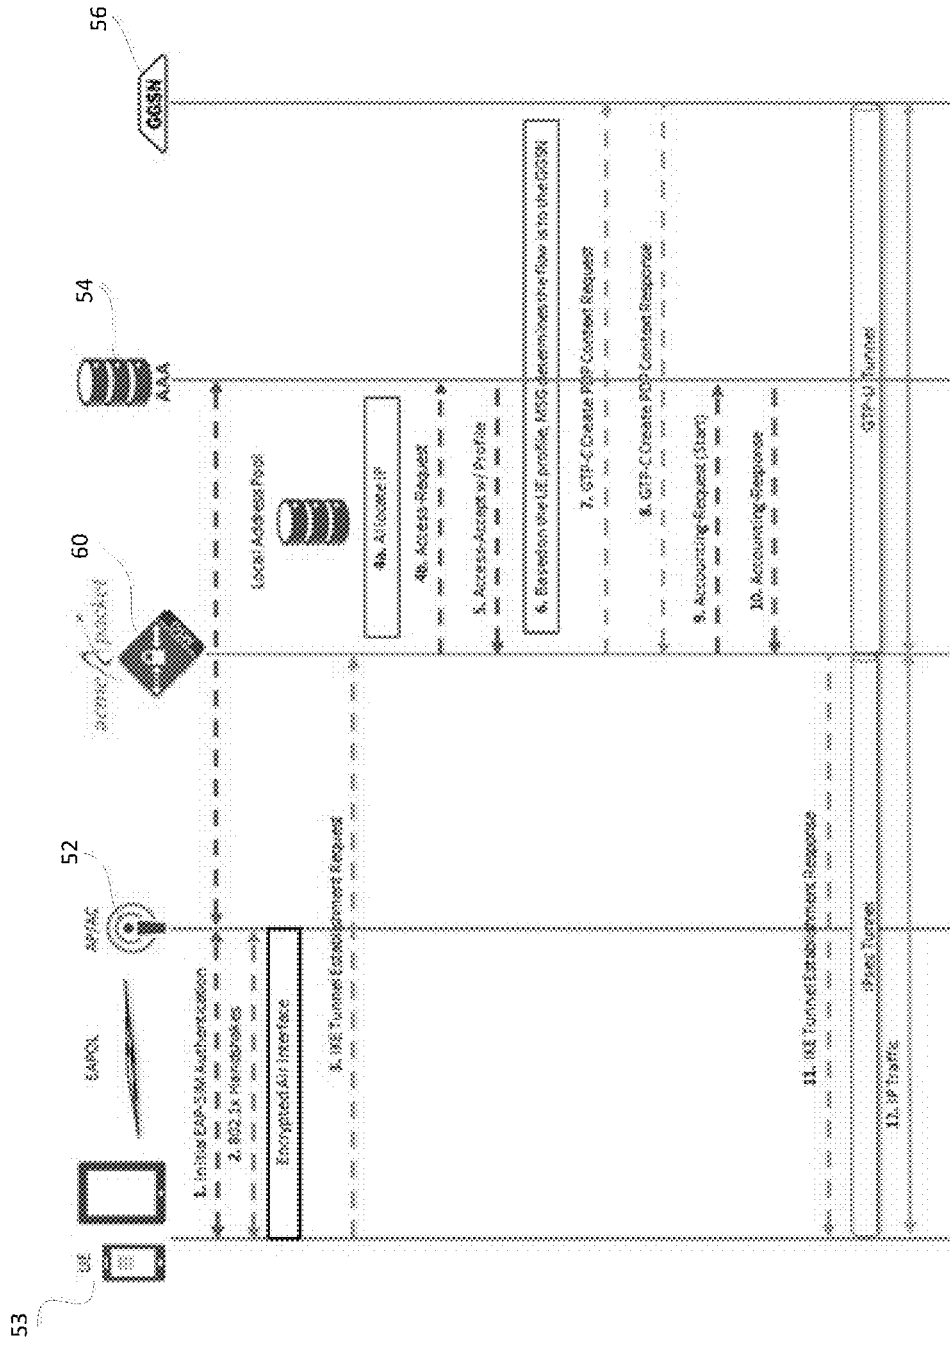 53
UE
EAPOL
52
AP/AC
acme packet
60
54
AAA
56
GGSN
1. Initial EAP-SIM Authentication
2. 802.1x Handshakes
Encrypted Air Interface
Local Address Pool
3. IKE Tunnel Establishment Request
4a. Allocate IP
4b. Access-Request
5. Access-Accept w/ Profile
6. Based on the UE profile, MSG determines the flow is to the GGSN
7. GTP-C Create PDP Context Request
8. GTP-C Create PDP Context Response
9. Accounting-Request (Start)
10. Accounting-Response
11. IKE Tunnel Establishment Response
IPsec Tunnel
GTP-U Tunnel
12. IP Traffic